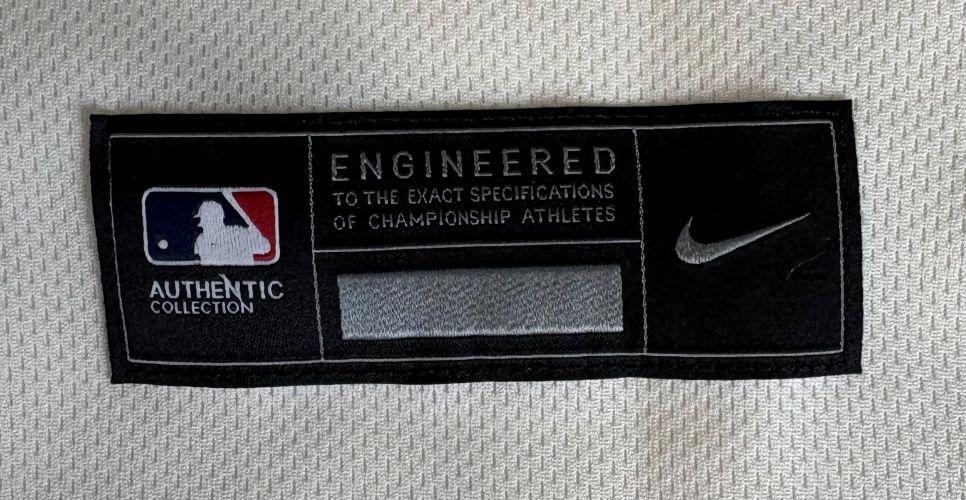 ENGINEERED
TO THE EXACT SPECIFICATIONS
OF CHAMPIONSHIP ATHLETES
AUTHENTIC
COLLECTION